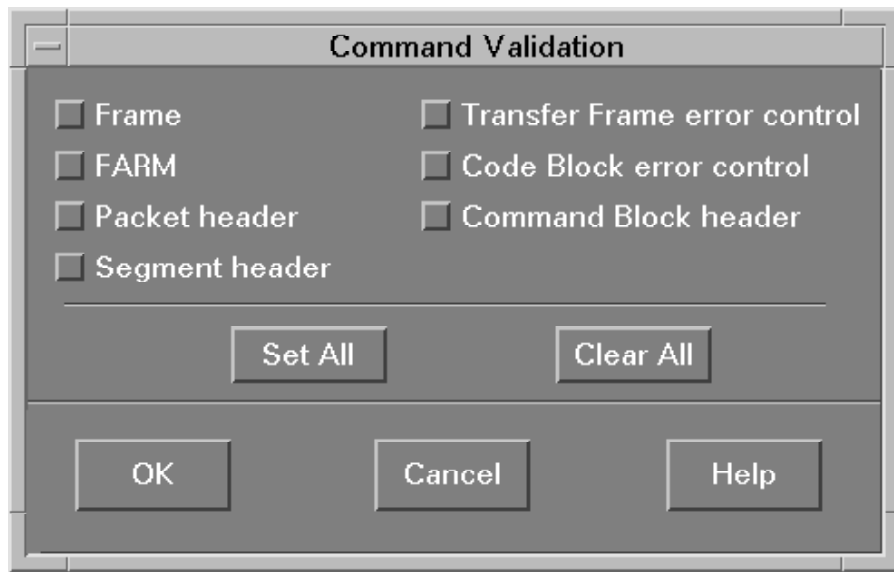 Command Validation
Frame
Transfer Frame error control
FARM
Code Block error control
Packet header
Command Block header
Segment header
Set All
Clear All
OK
Cancel
Help